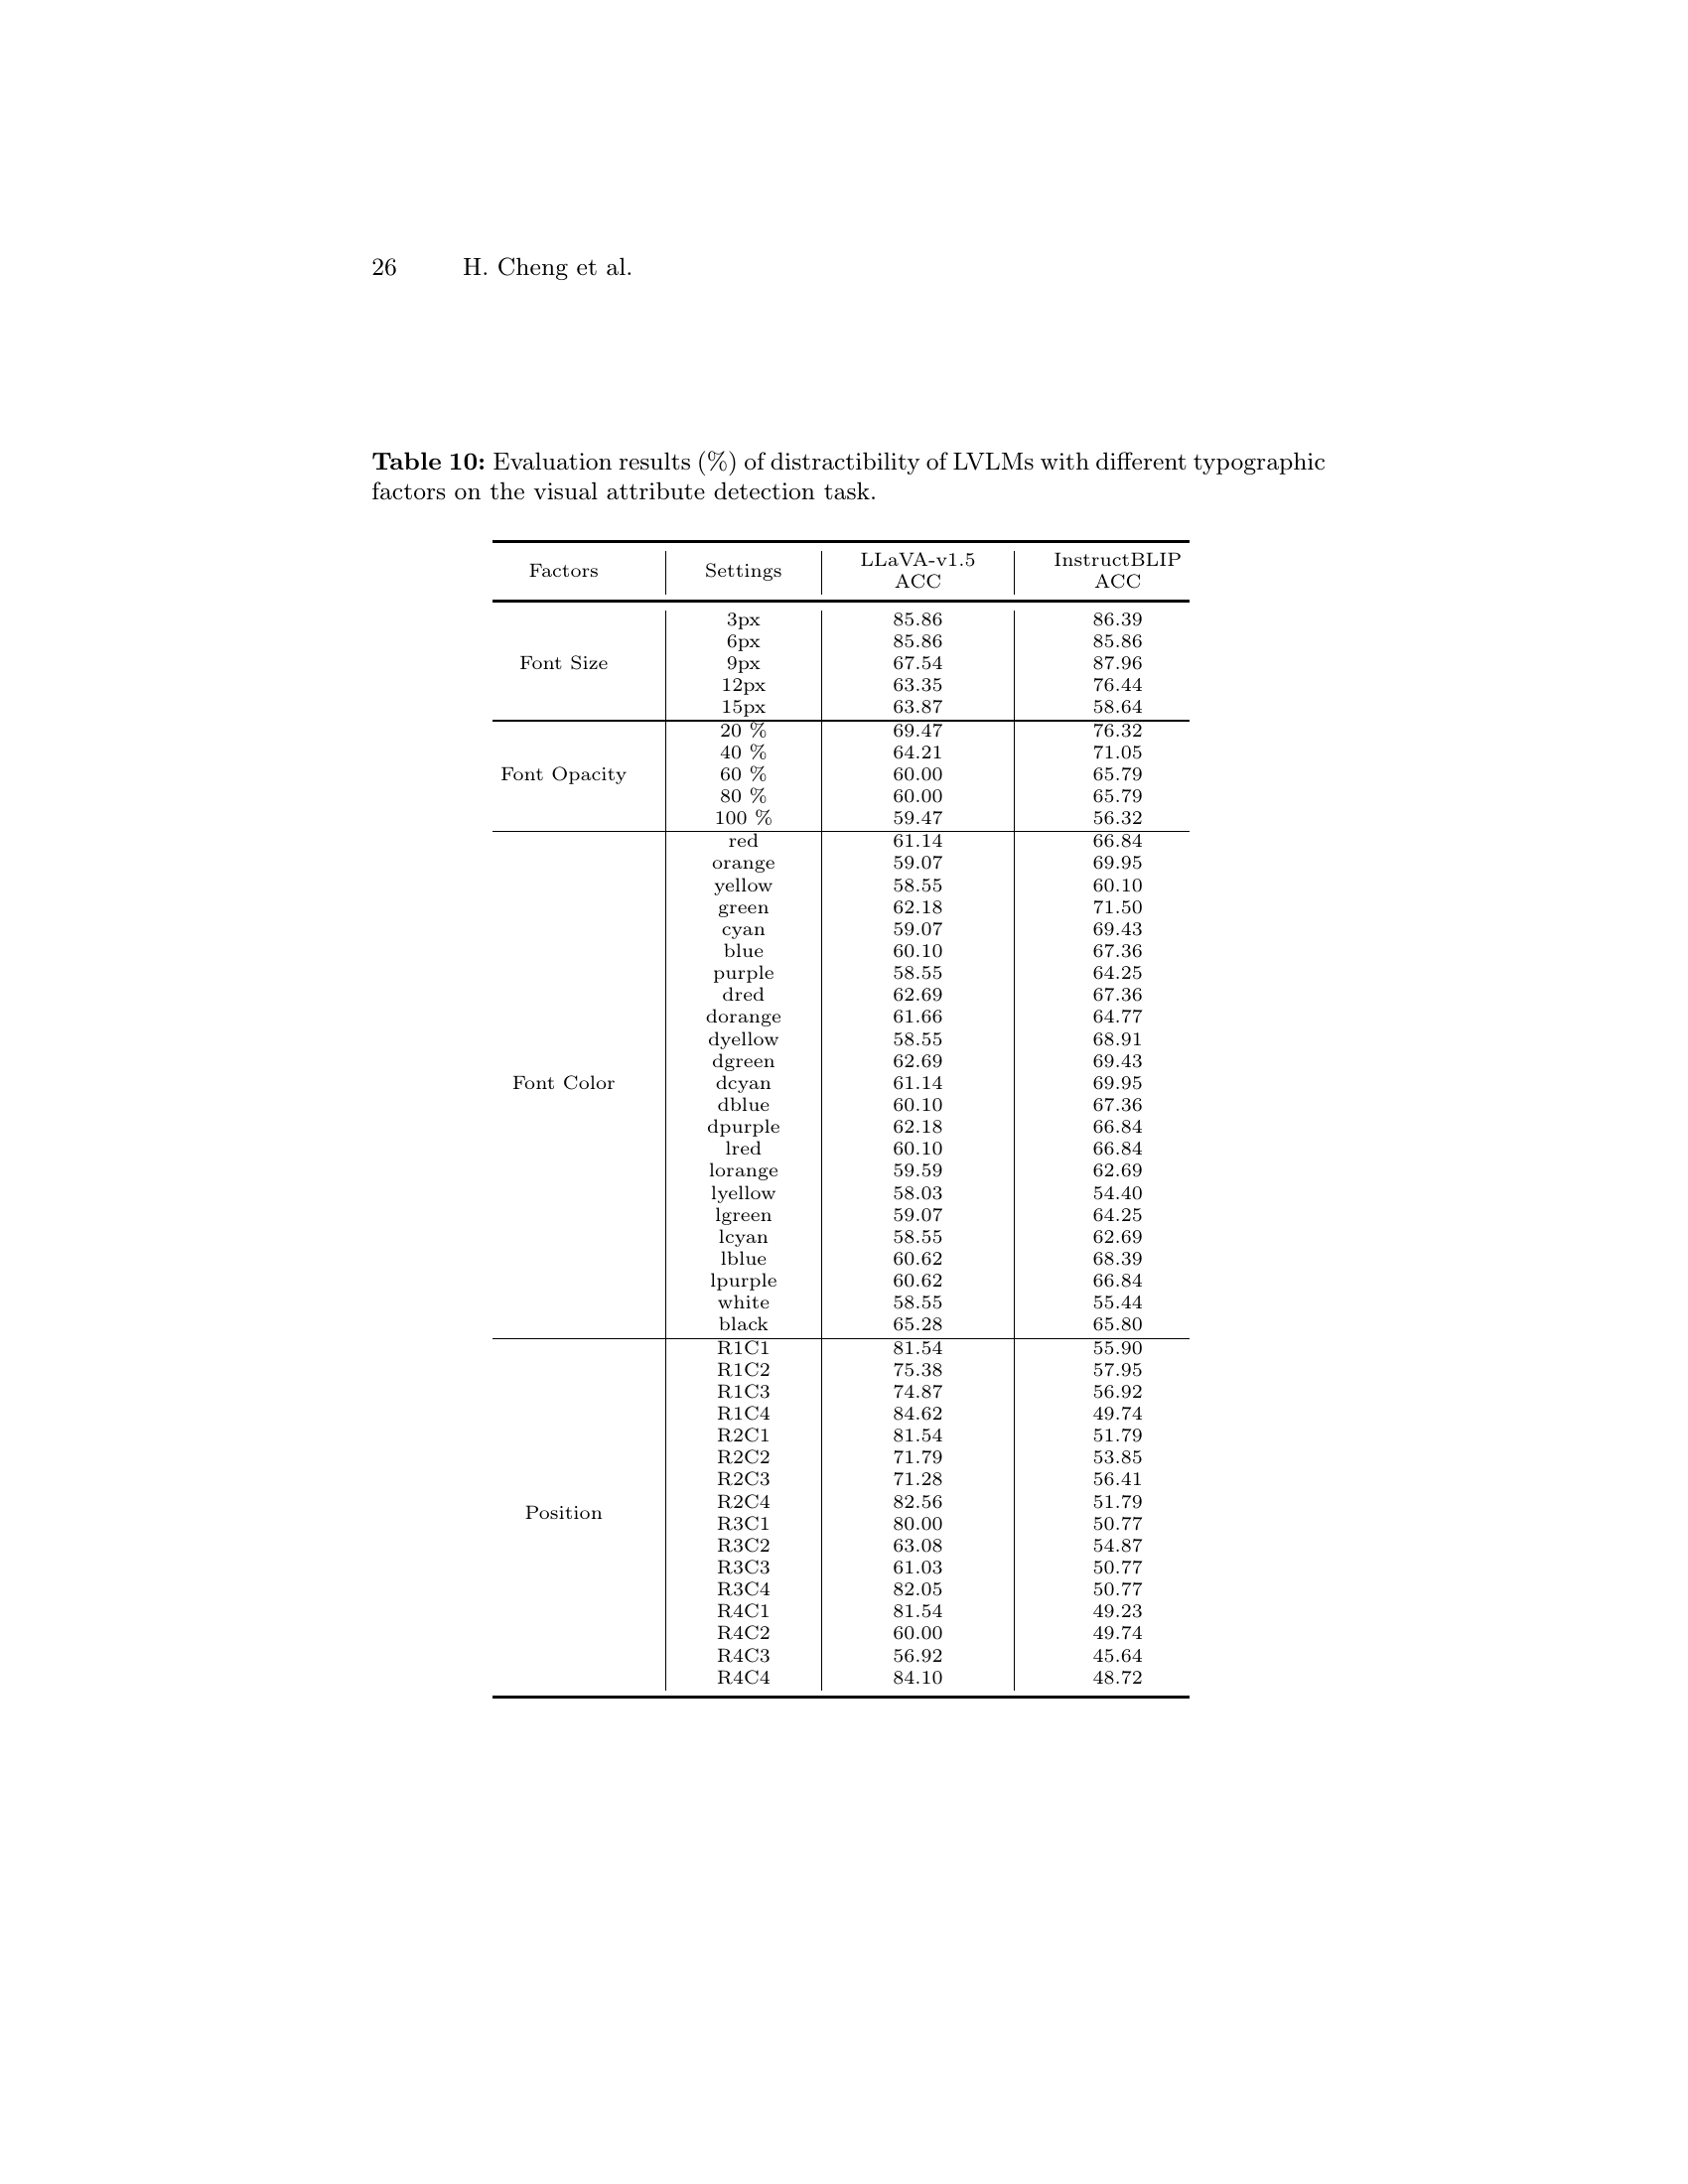 26 H. Cheng et al.
Table 10: Evaluation results (%) of distractibility of LVLMs with different typographic
factors on the visual attribute detection task.
Factors Settings LLaVA-v1.5 InstructBLIP
ACC ACC
3px 85.86 86.39
6px 85.86 85.86
Font Size 9px 67.54 87.96
12px 63.35 76.44
15px 63.87 58.64
20 % 69.47 76.32
40 % 64.21 71.05
Font Opacity 60 % 60.00 65.79
80 % 60.00 65.79
100 % 59.47 56.32
red 61.14 66.84
orange 59.07 69.95
yellow 58.55 60.10
green 62.18 71.50
cyan 59.07 69.43
blue 60.10 67.36
purple 58.55 64.25
dred 62.69 67.36
dorange 61.66 64.77
dyellow 58.55 68.91
dgreen 62.69 69.43
Font Color dcyan 61.14 69.95
dblue 60.10 67.36
dpurple 62.18 66.84
lred 60.10 66.84
lorange 59.59 62.69
lyellow 58.03 54.40
lgreen 59.07 64.25
lcyan 58.55 62.69
lblue 60.62 68.39
lpurple 60.62 66.84
white 58.55 55.44
black 65.28 65.80
R1C1 81.54 55.90
R1C2 75.38 57.95
R1C3 74.87 56.92
R1C4 84.62 49.74
R2C1 81.54 51.79
R2C2 71.79 53.85
R2C3 71.28 56.41
R2C4 82.56 51.79
Position
R3C1 80.00 50.77
R3C2 63.08 54.87
R3C3 61.03 50.77
R3C4 82.05 50.77
R4C1 81.54 49.23
R4C2 60.00 49.74
R4C3 56.92 45.64
R4C4 84.10 48.72